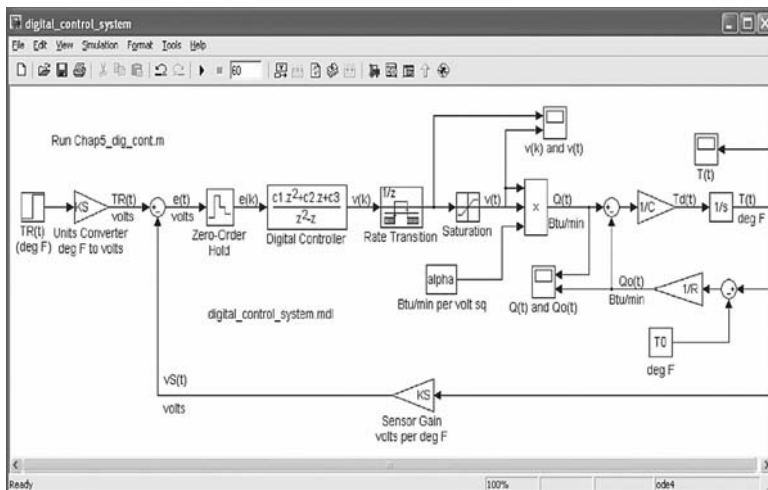 digital_control_system
File Edit View Simulation Format Tools Help
60
Run Chap5_dig_cont.m
TR(t)
(deg F)
KS
Units Converter
deg F to volts
TR(t)
volts
e(t)
volts
Zero-Order
Hold
e(k)
c1.z²+c2.z+c3
z²-z
Digital Controller
v(k)
1/z
Rate Transition
Saturation
v(t)
v(k) and v(t)
x
Q(t)
Btu/min
alpha
Btu/min per volt sq
Q(t) and Qo(t)
1/C
Td(t)
1/s
T(t)
deg F
T(t)
Qo(t)
Btu/min
1/R
T0
deg F
digital_control_system.mdl
vS(t)
volts
KS
Sensor Gain
volts per deg F
Ready
100%
ode4